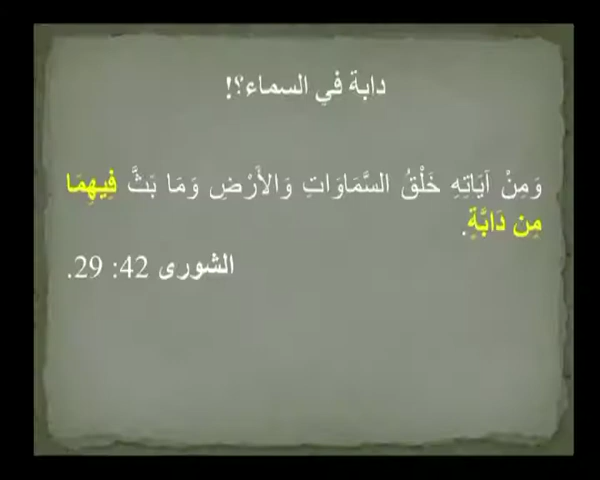 دابة في السماء؟!
وَمِنْ آيَاتِهِ خَلْقُ السَّمَاوَاتِ وَالأَرْضِ وَمَا بَثَّ فِيهِمَا
مِن دَابَّةٍ.
الشورى 42: 29.